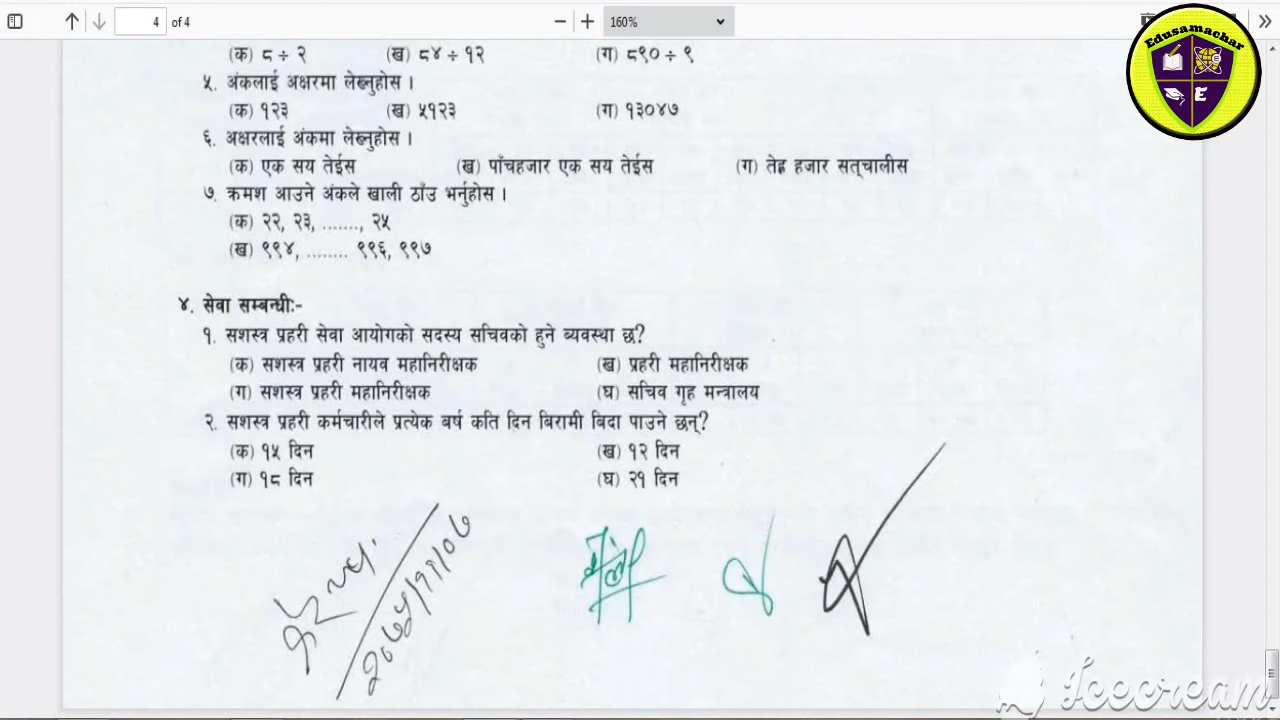 4 of 4
160%
Edusamachar
E
(क) ८ ÷ २ (ख) ८४ ÷ १२ (ग) ८१० ÷ ९
५. अंकलाई अक्षरमा लेख्नुहोस ।
(क) १२३ (ख) ५१२३ (ग) १३०४७
६. अक्षरलाई अंकमा लेख्नुहोस ।
(क) एक सय तेईस (ख) पाँचहजार एक सय तेईस (ग) तेह्र हजार सत्चालीस
७. क्रमश आउने अंकले खाली ठाँउ भर्नुहोस ।
(क) २२, २३, ......., २५
(ख) ९९४, ........ ९९६, ९९७
४. सेवा सम्बन्धीः-
१. सशस्त्र प्रहरी सेवा आयोगको सदस्य सचिवको हुने ब्यवस्था छ?
(क) सशस्त्र प्रहरी नायव महानिरीक्षक (ख) प्रहरी महानिरीक्षक
(ग) सशस्त्र प्रहरी महानिरीक्षक (घ) सचिव गृह मन्त्रालय
२. सशस्त्र प्रहरी कर्मचारीले प्रत्येक बर्ष कति दिन बिरामी बिदा पाउने छन्?
(क) १५ दिन (ख) १२ दिन
(ग) १८ दिन (घ) २१ दिन
२०७५/११/०७
Icecream